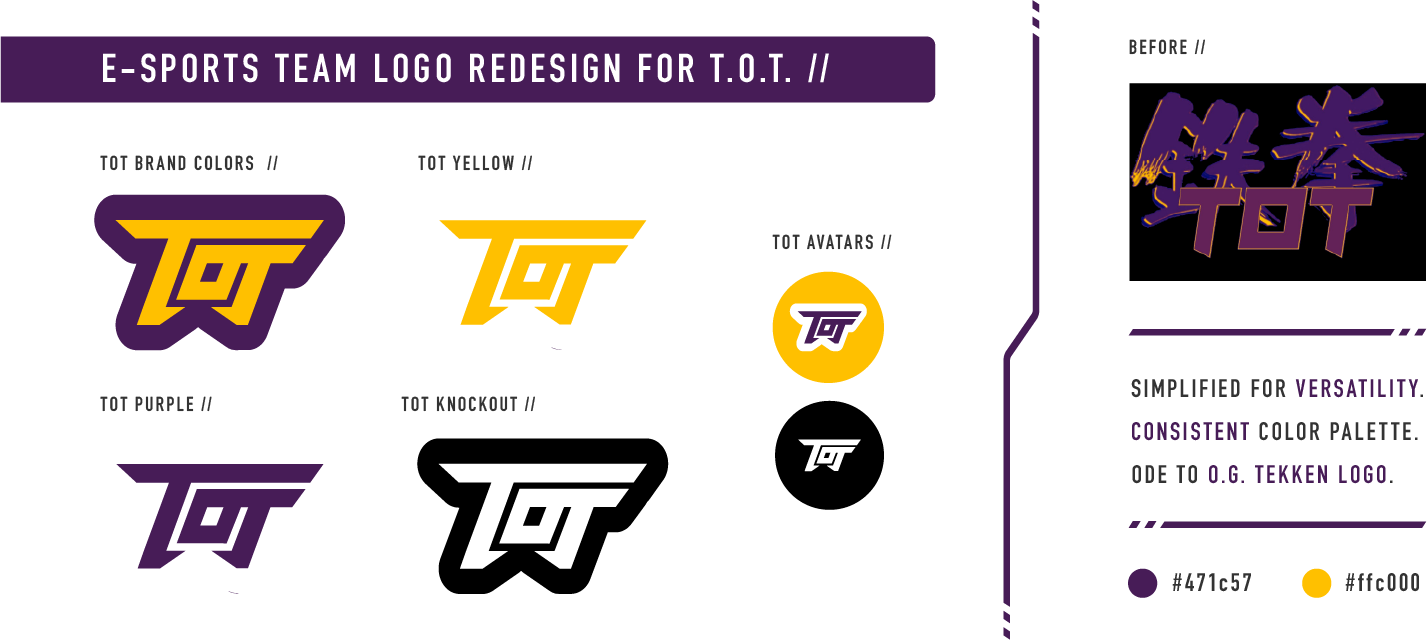 E-SPORTS TEAM LOGO REDESIGN FOR T.O.T. //
TOT BRAND COLORS //
TOT
TOT YELLOW //
TOT
TOT PURPLE //
TOT
TOT KNOCKOUT //
TOT
TOT AVATARS //
TOT
TOT
BEFORE //
鉄拳
TOT
SIMPLIFIED FOR VERSATILITY.
CONSISTENT COLOR PALETTE.
ODE TO O.G. TEKKEN LOGO.
#471c57
#ffc000